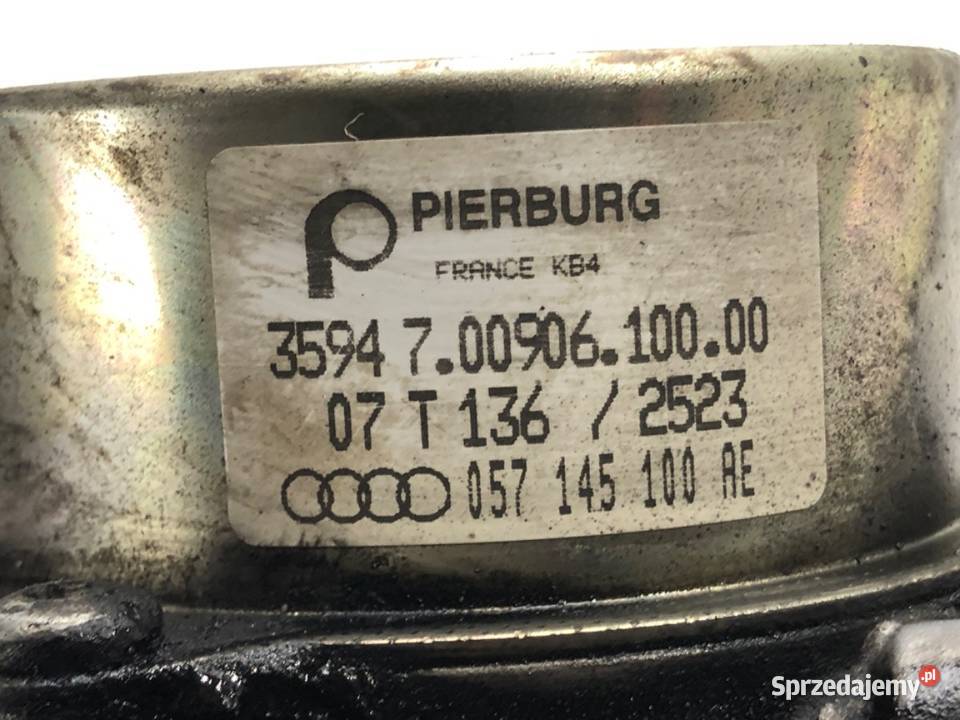 PIERBURG
FRANCE KB4
3594 7.00906.100.00
07 T 136 / 2523
057 145 100 AE
Sprzedajemy.pl